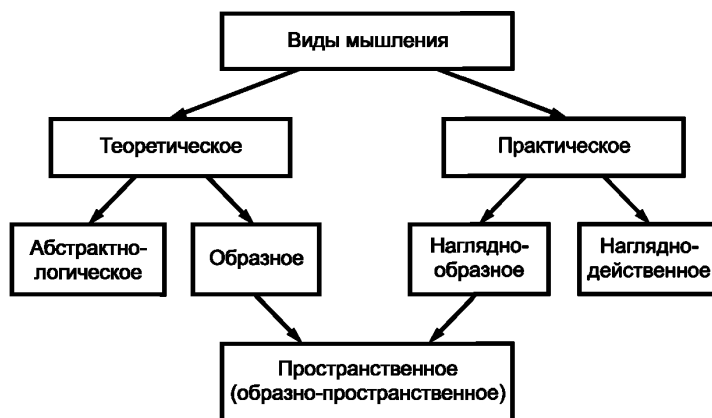 Виды мышления
Теоретическое
Практическое
Абстрактно-
логическое
Образное
Наглядно-
образное
Наглядно-
действенное
Пространственное
(образно-пространственное)